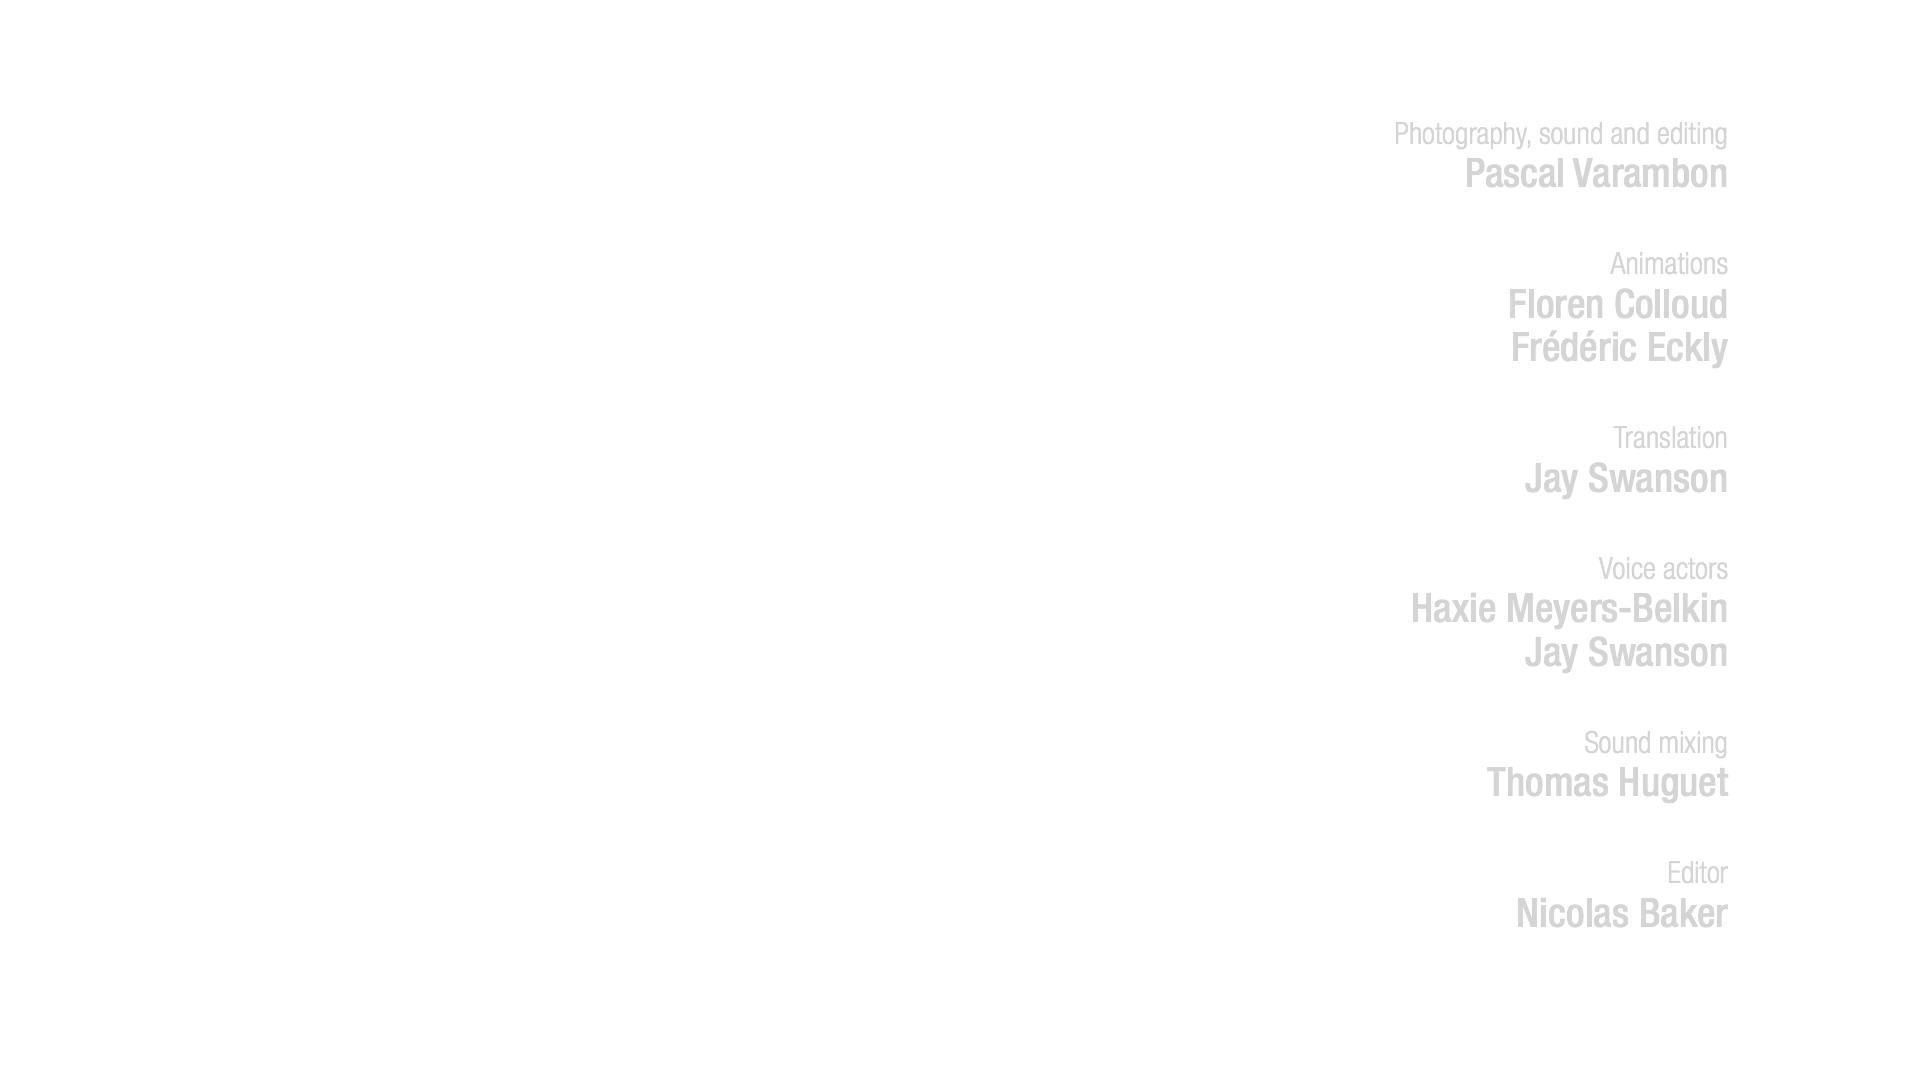 Photography, sound and editing
Pascal Varambon
Animations
Floren Colloud
Frédéric Eckly
Translation
Jay Swanson
Voice actors
Haxie Meyers-Belkin
Jay Swanson
Sound mixing
Thomas Huguet
Editor
Nicolas Baker